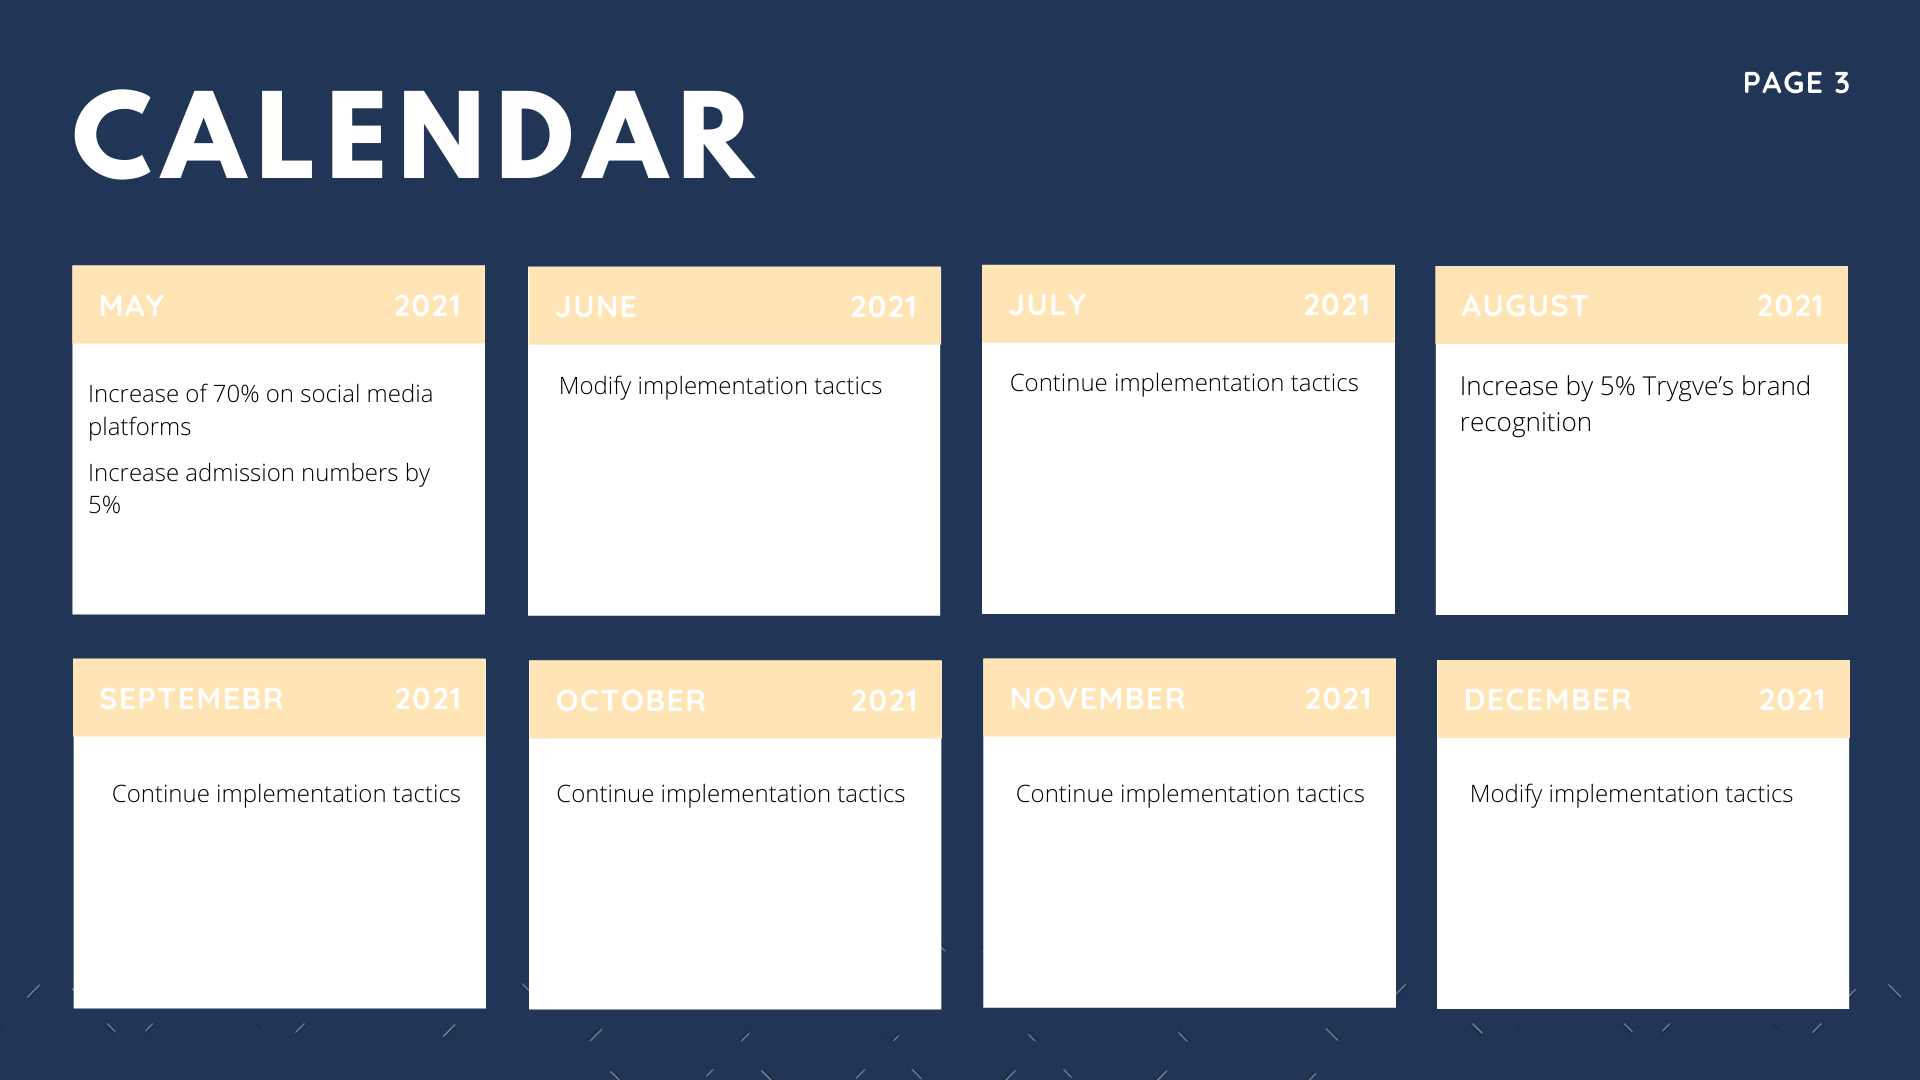 CALENDAR
PAGE 3
MAY 2021
Increase of 70% on social media
platforms
Increase admission numbers by
5%
JUNE 2021
Modify implementation tactics
JULY 2021
Continue implementation tactics
AUGUST 2021
Increase by 5% Trygve’s brand
recognition
SEPTEMEBR 2021
Continue implementation tactics
OCTOBER 2021
Continue implementation tactics
NOVEMBER 2021
Continue implementation tactics
DECEMBER 2021
Modify implementation tactics